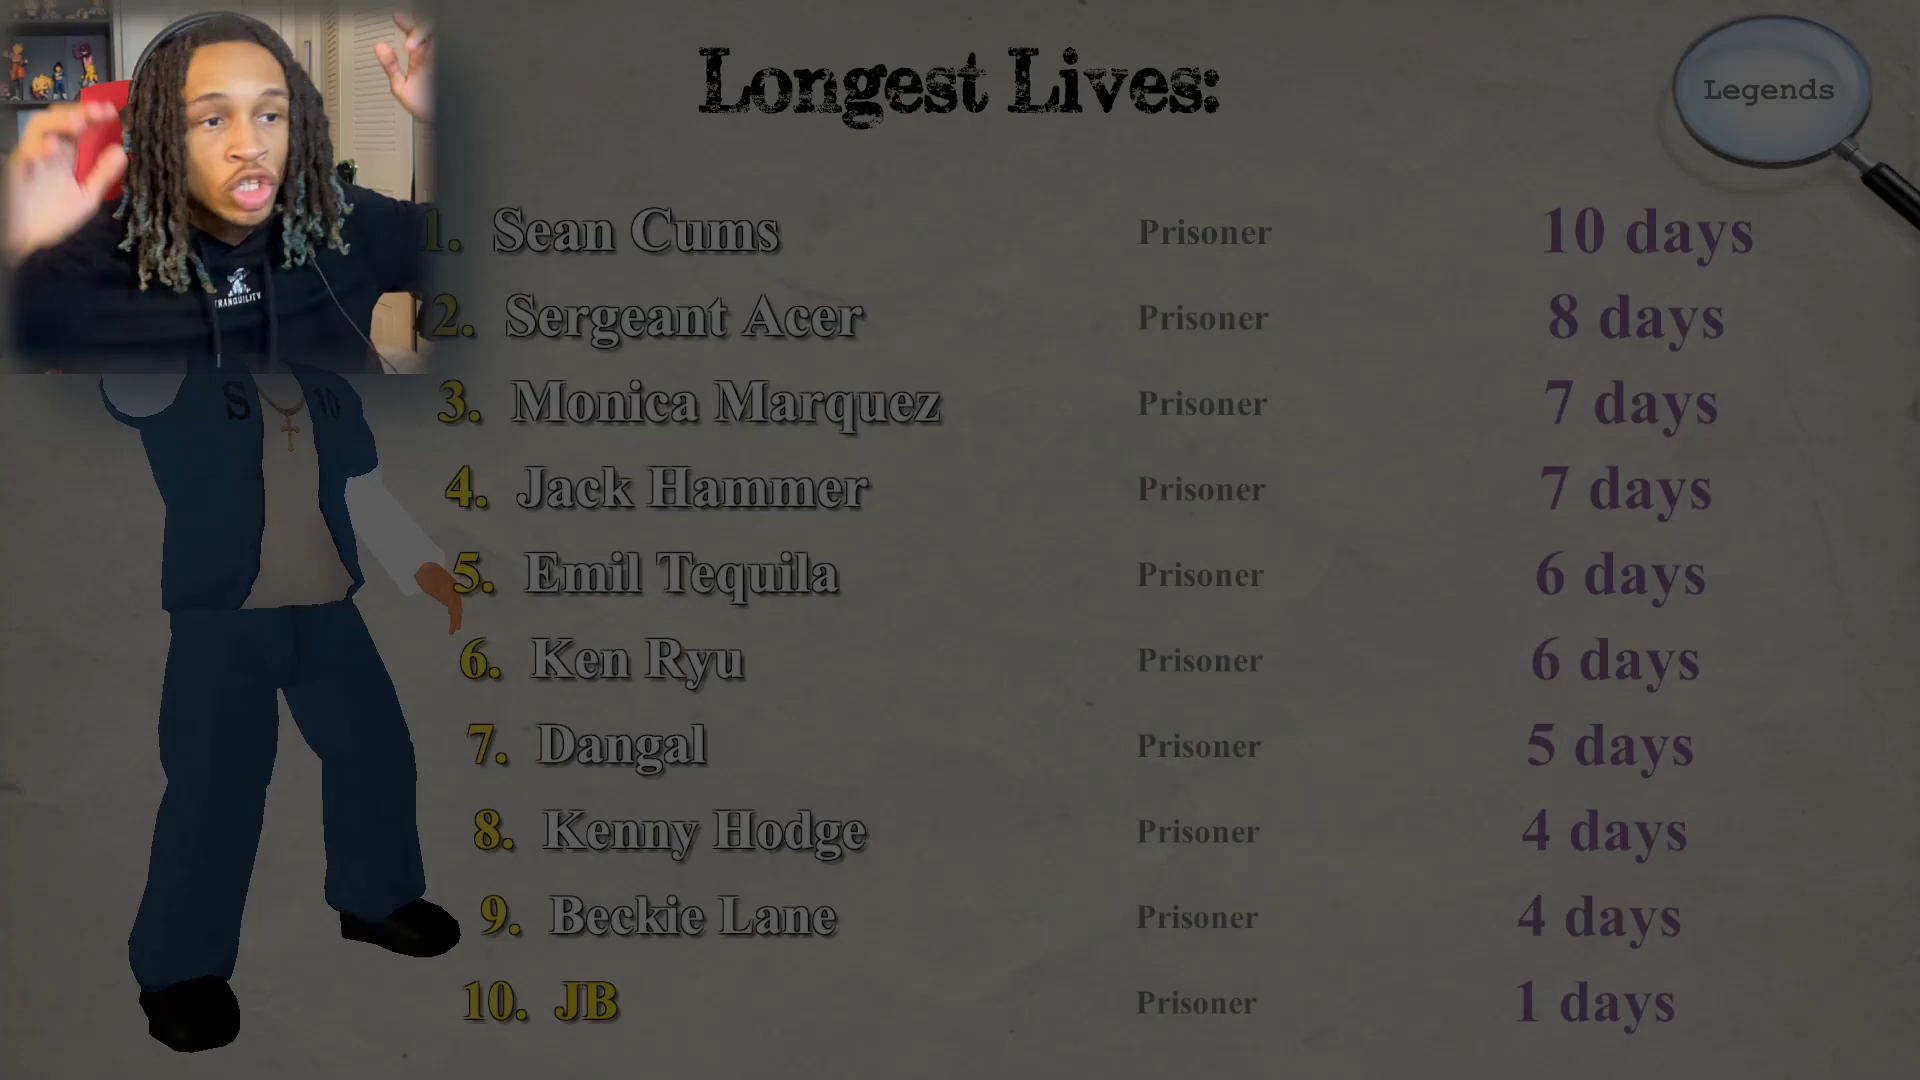 Longest Lives:
Legends
1. Sean Cums Prisoner 10 days
2. Sergeant Acer Prisoner 8 days
3. Monica Marquez Prisoner 7 days
4. Jack Hammer Prisoner 7 days
5. Emil Tequila Prisoner 6 days
6. Ken Ryu Prisoner 6 days
7. Dangal Prisoner 5 days
8. Kenny Hodge Prisoner 4 days
9. Beckie Lane Prisoner 4 days
10. JB Prisoner 1 days
TRANQUILITY
S 10